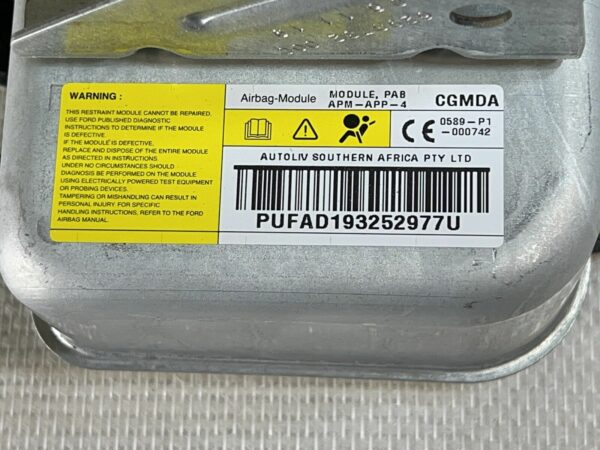 WARNING :
THIS RESTRAINT MODULE CANNOT BE REPAIRED.
USE FORD PUBLISHED DIAGNOSTIC
INSTRUCTIONS TO DETERMINE IF THE MODULE
IS DEFECTIVE.
IF THE MODULE IS DEFECTIVE,
REPLACE AND DISPOSE OF THE ENTIRE MODULE
AS DIRECTED IN INSTRUCTIONS.
UNDER NO CIRCUMSTANCES SHOULD
DIAGNOSIS BE PERFORMED ON THE MODULE
USING ELECTRICALLY POWERED TEST EQUIPMENT
OR PROBING DEVICES.
TAMPERING OR MISHANDLING CAN RESULT IN
PERSONAL INJURY FOR SPECIFIC
HANDLING INSTRUCTIONS, REFER TO THE FORD
AIRBAG MANUAL.
Airbag-Module
MODULE, PAB
APM-APP-4
CGMDA
CE
0589-P1
-000742
AUTOLIV SOUTHERN AFRICA PTY LTD
PUFAD193252977U